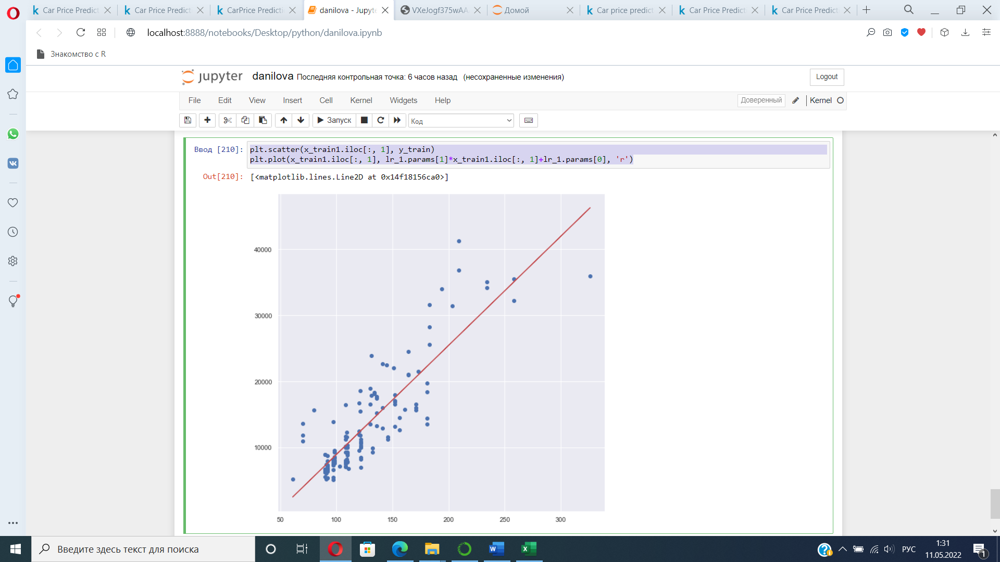 Car Price Predict
Car Price Predict
CarPrice Predicti
danilova - Jupyt
VXeJogf375wAA
Домой
Car price predict
Car Price Predict
Car Price Predict
localhost:8888/notebooks/Desktop/python/danilova.ipynb
Знакомство с R
jupyter danilova Последняя контрольная точка: 6 часов назад (несохраненные изменения)
Logout
File Edit View Insert Cell Kernel Widgets Help
Доверенный
Kernel
Запуск
Код
Ввод [210]:
plt.scatter(x_train1.iloc[:, 1], y_train)
plt.plot(x_train1.iloc[:, 1], lr_1.params[1]*x_train1.iloc[:, 1]+lr_1.params[0], 'r')
Out[210]: [<matplotlib.lines.Line2D at 0x14f18156ca0>]
40000
30000
20000
10000
50 100 150 200 250 300
Введите здесь текст для поиска
РУС
1:31
11.05.2022
1